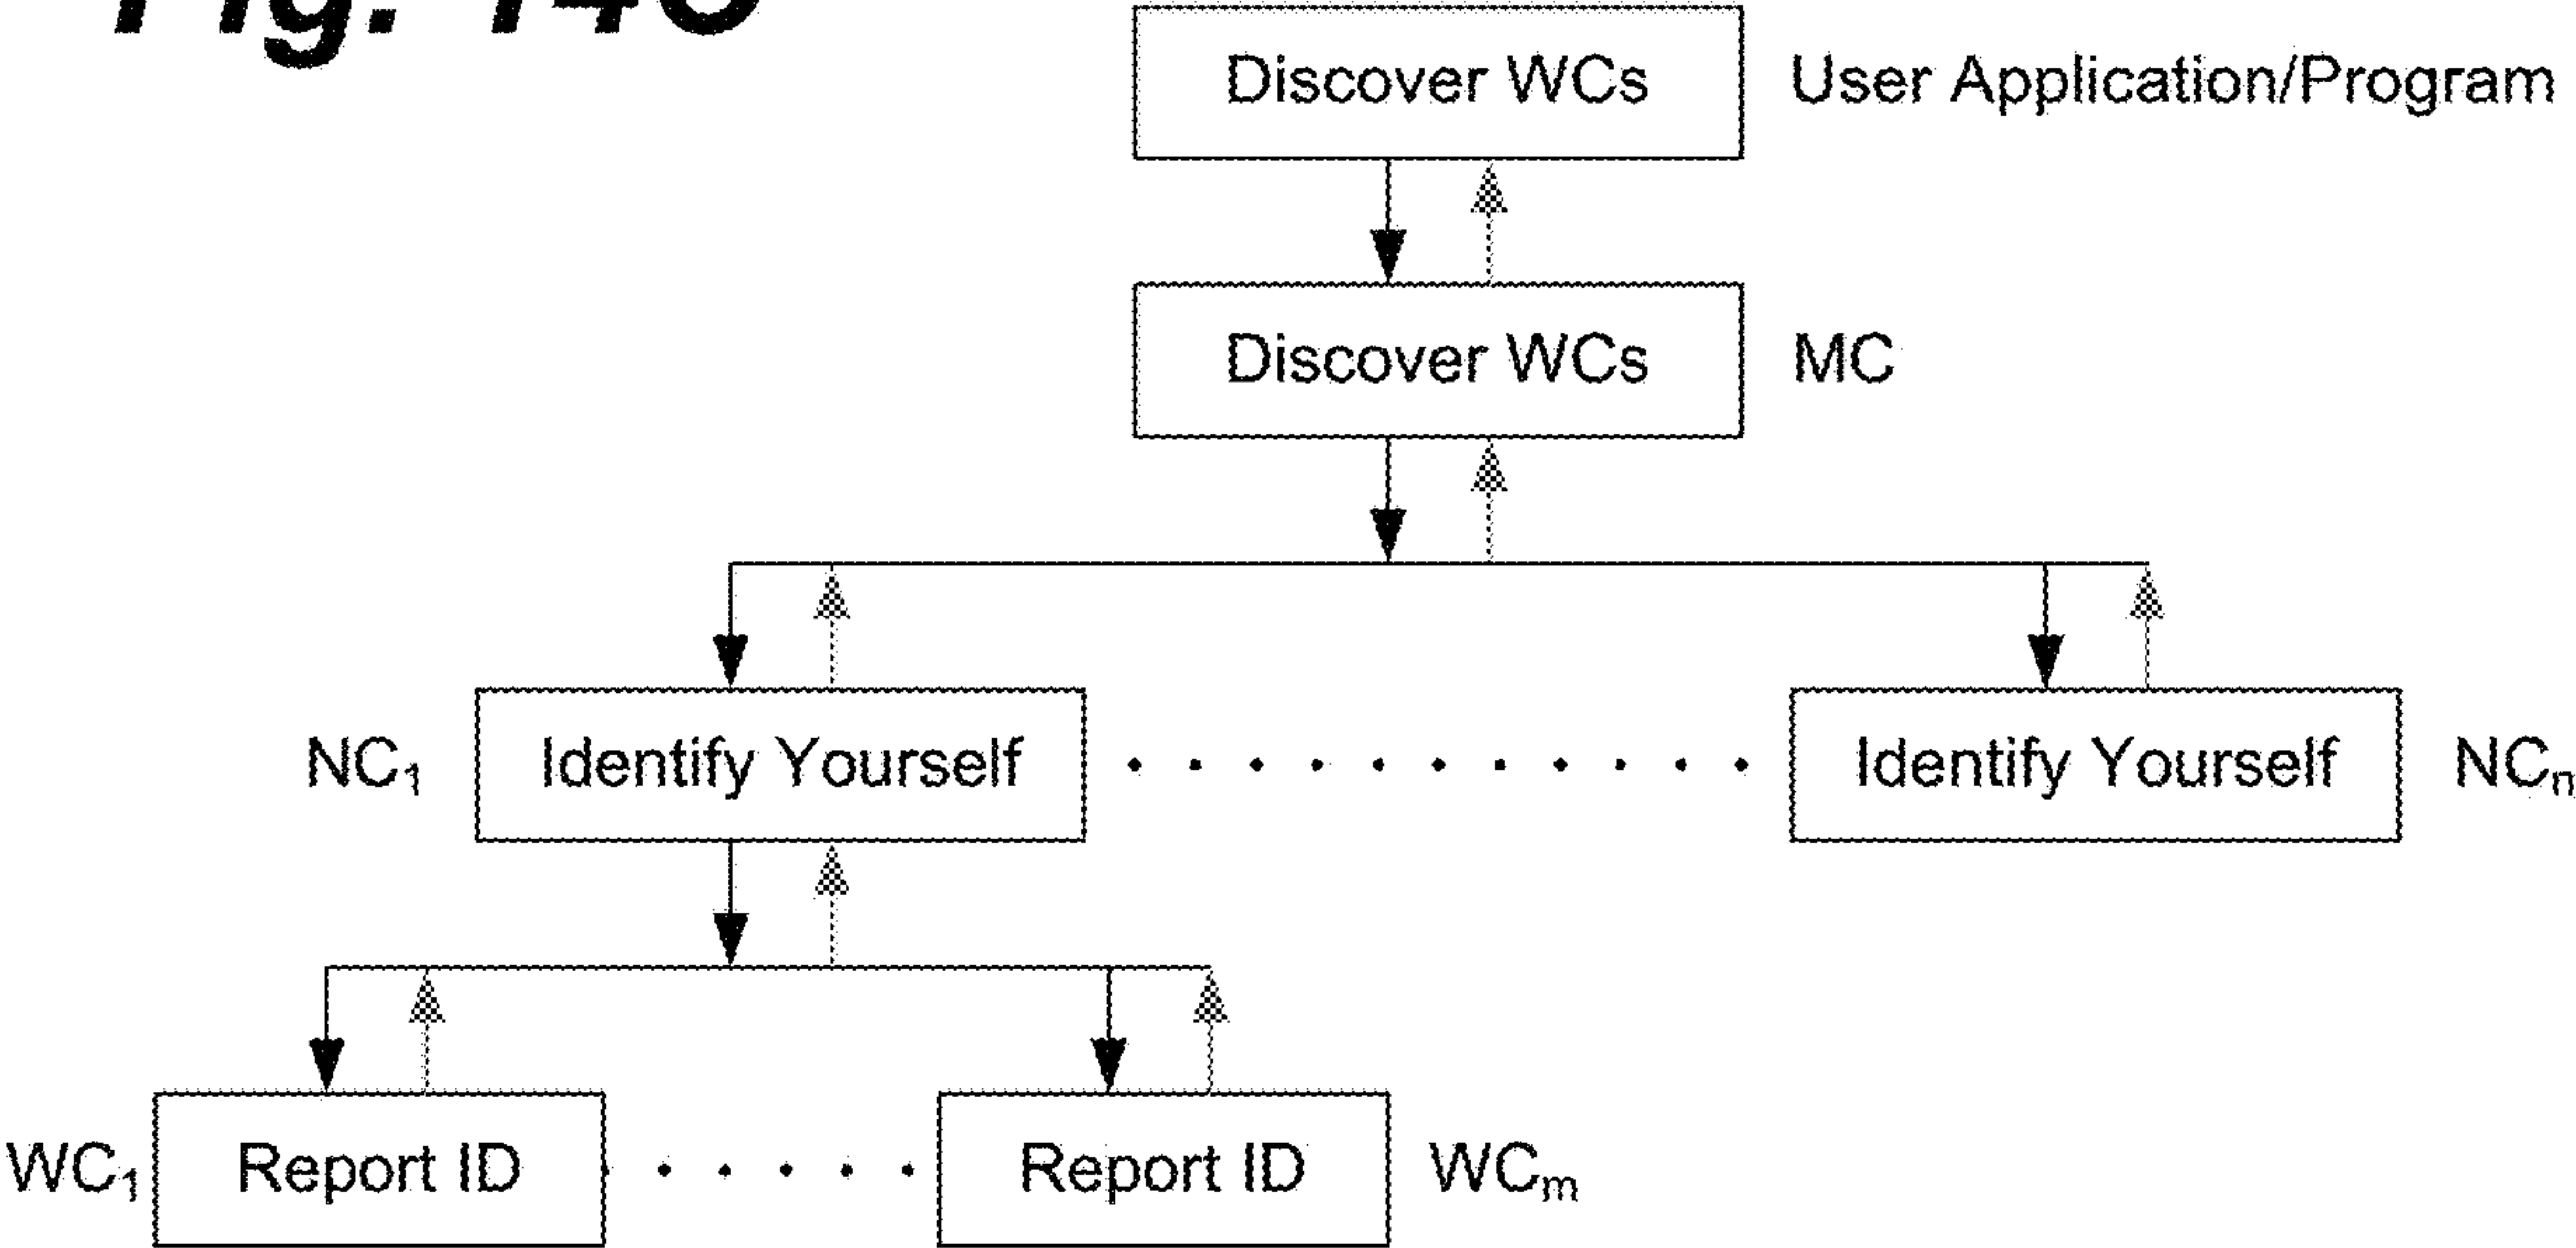 Discover WCs User Application/Program
Discover WCs MC
NC₁ Identify Yourself Identify Yourself NCₙ
WC₁ Report ID Report ID WCₘ